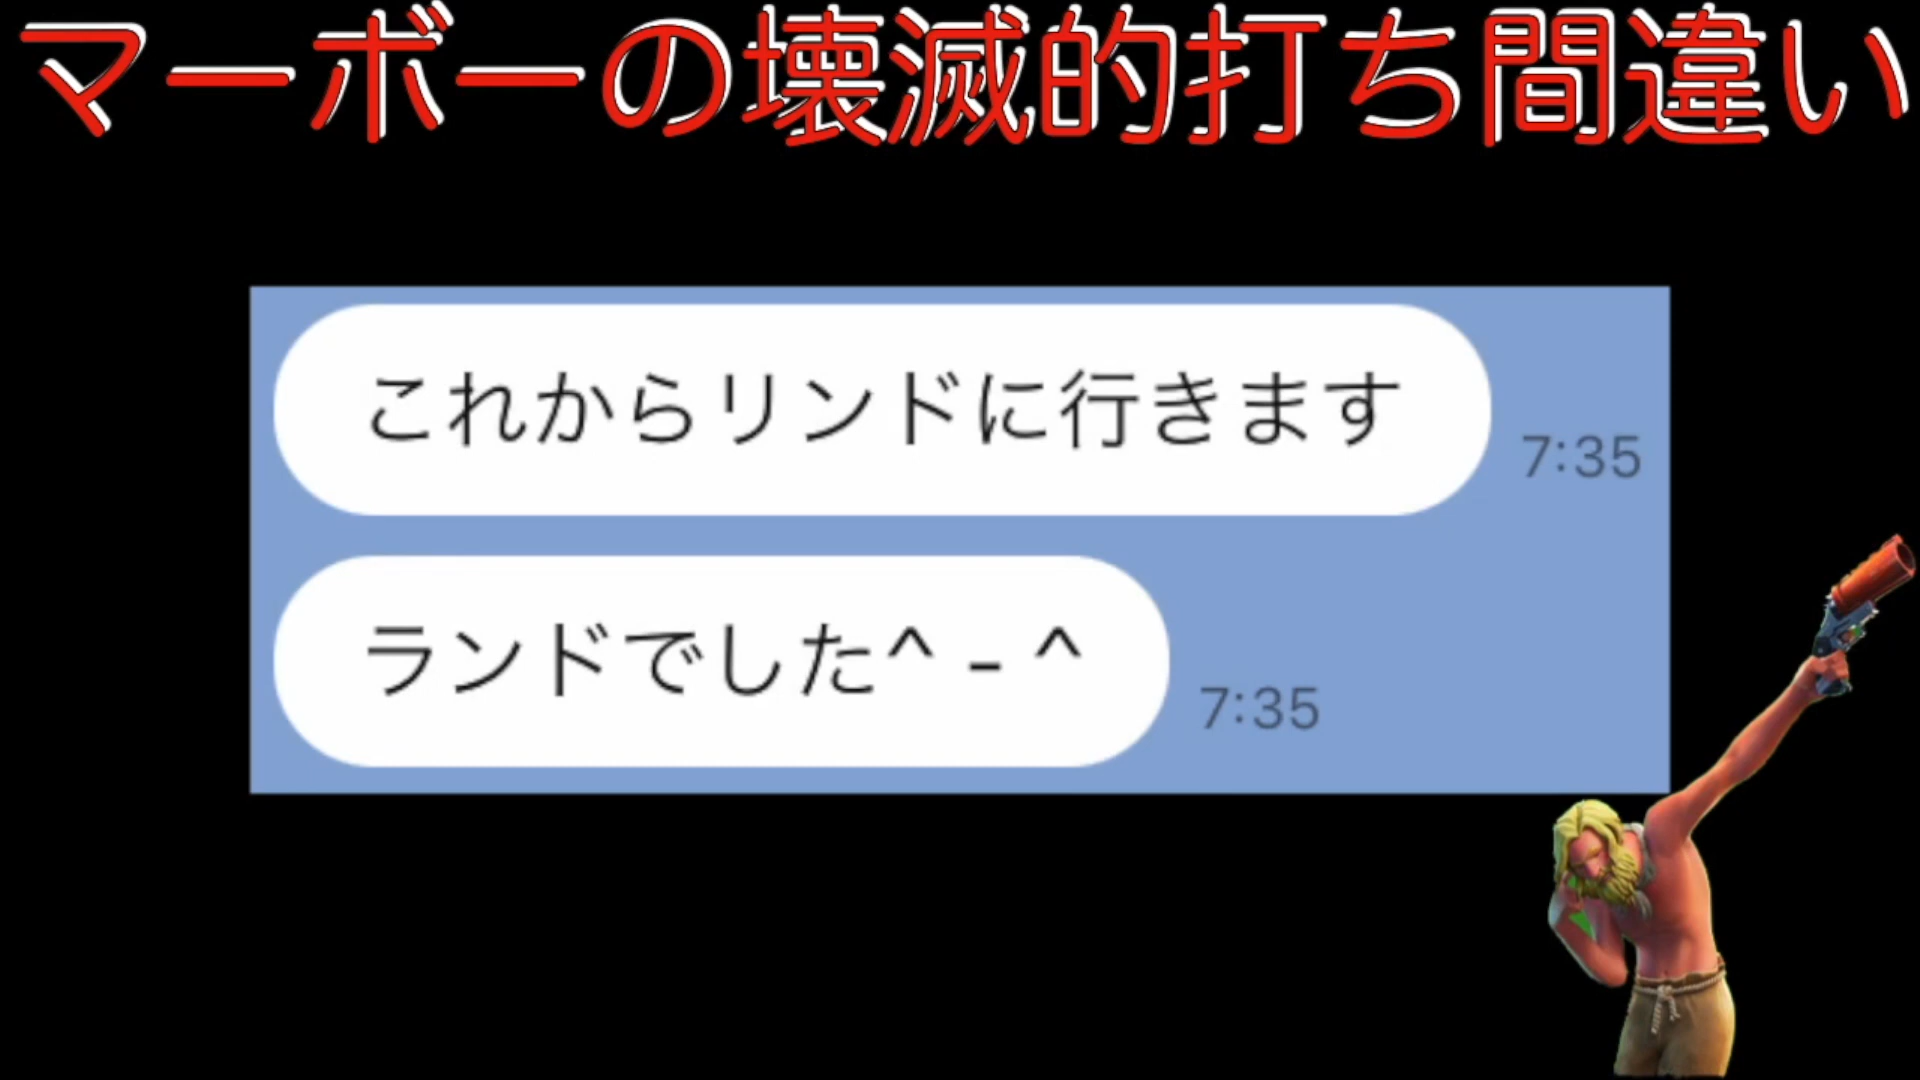 マーボーの壊滅的打ち間違い
これからリンドに行きます
7:35
ランドでした^ - ^
7:35